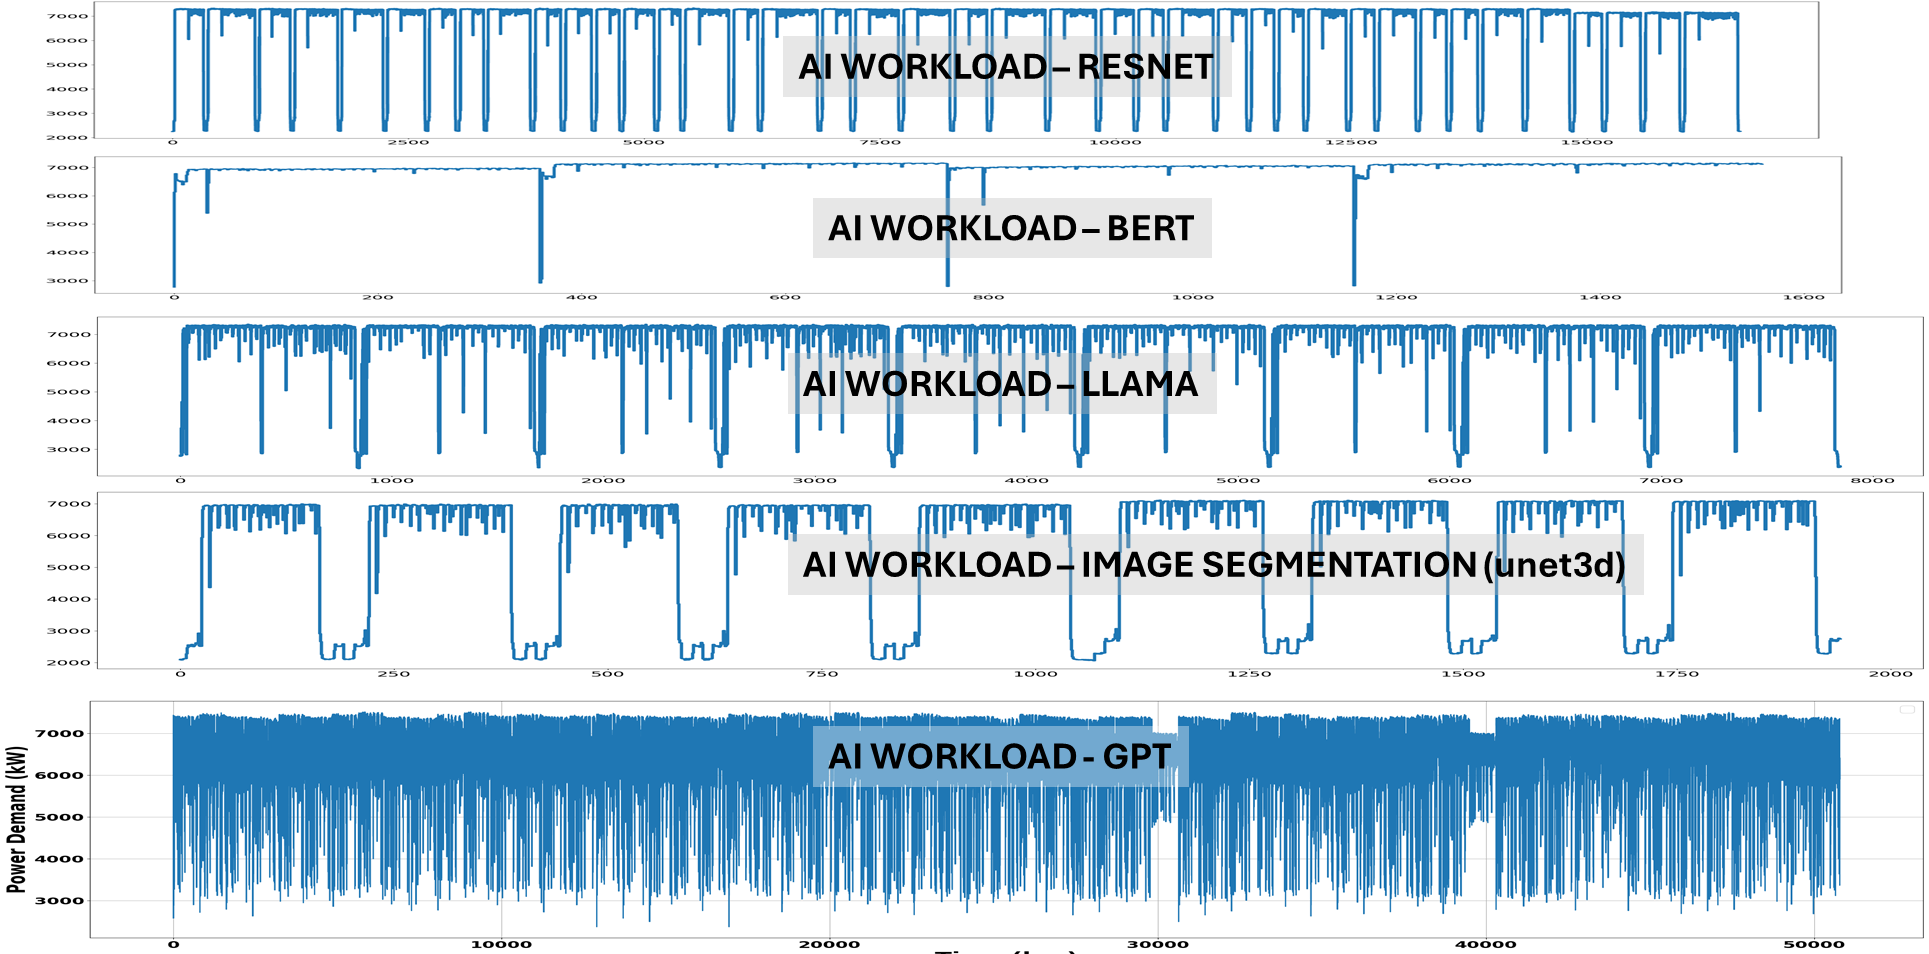 7000
6000
5000
4000
3000
2000
AI WORKLOAD – RESNET
0 2500 5000 7500 10000 12500 15000
7000
6000
5000
4000
3000
AI WORKLOAD – BERT
0 200 400 600 800 1000 1200 1400 1600
7000
6000
5000
4000
3000
AI WORKLOAD – LLAMA
0 1000 2000 3000 4000 5000 6000 7000 8000
7000
6000
5000
4000
3000
2000
AI WORKLOAD – IMAGE SEGMENTATION (unet3d)
0 250 500 750 1000 1250 1500 1750 2000
Power Demand (kW)
7000
6000
5000
4000
3000
AI WORKLOAD - GPT
0 10000 20000 30000 40000 50000